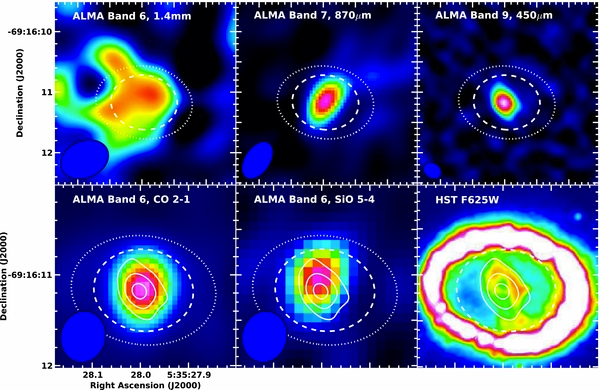 ALMA Band 6, 1.4mm
ALMA Band 7, 870μm
ALMA Band 9, 450μm
-69:16:10
11
12
Declination (J2000)
ALMA Band 6, CO 2-1
ALMA Band 6, SiO 5-4
HST F625W
-69:16:11
12
Declination (J2000)
Declination (J2000)
28.1
28.0
5:35:27.9
Right Ascension (J2000)